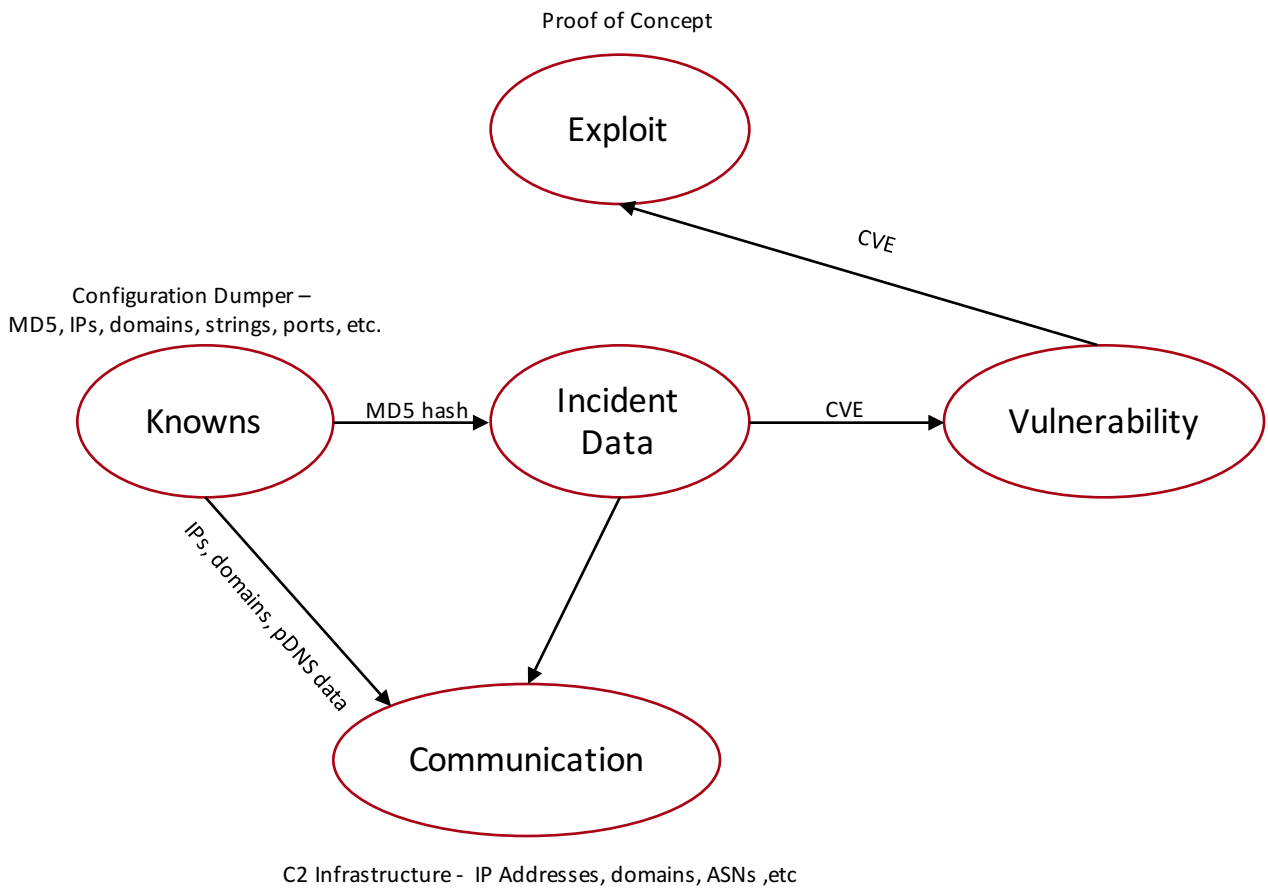 Proof of Concept
Exploit
CVE
Configuration Dumper –
MD5, IPs, domains, strings, ports, etc.
Knowns
MD5 hash
Incident
Data
CVE
Vulnerability
IPs, domains, pDNS data
Communication
C2 Infrastructure -  IP Addresses, domains, ASNs ,etc